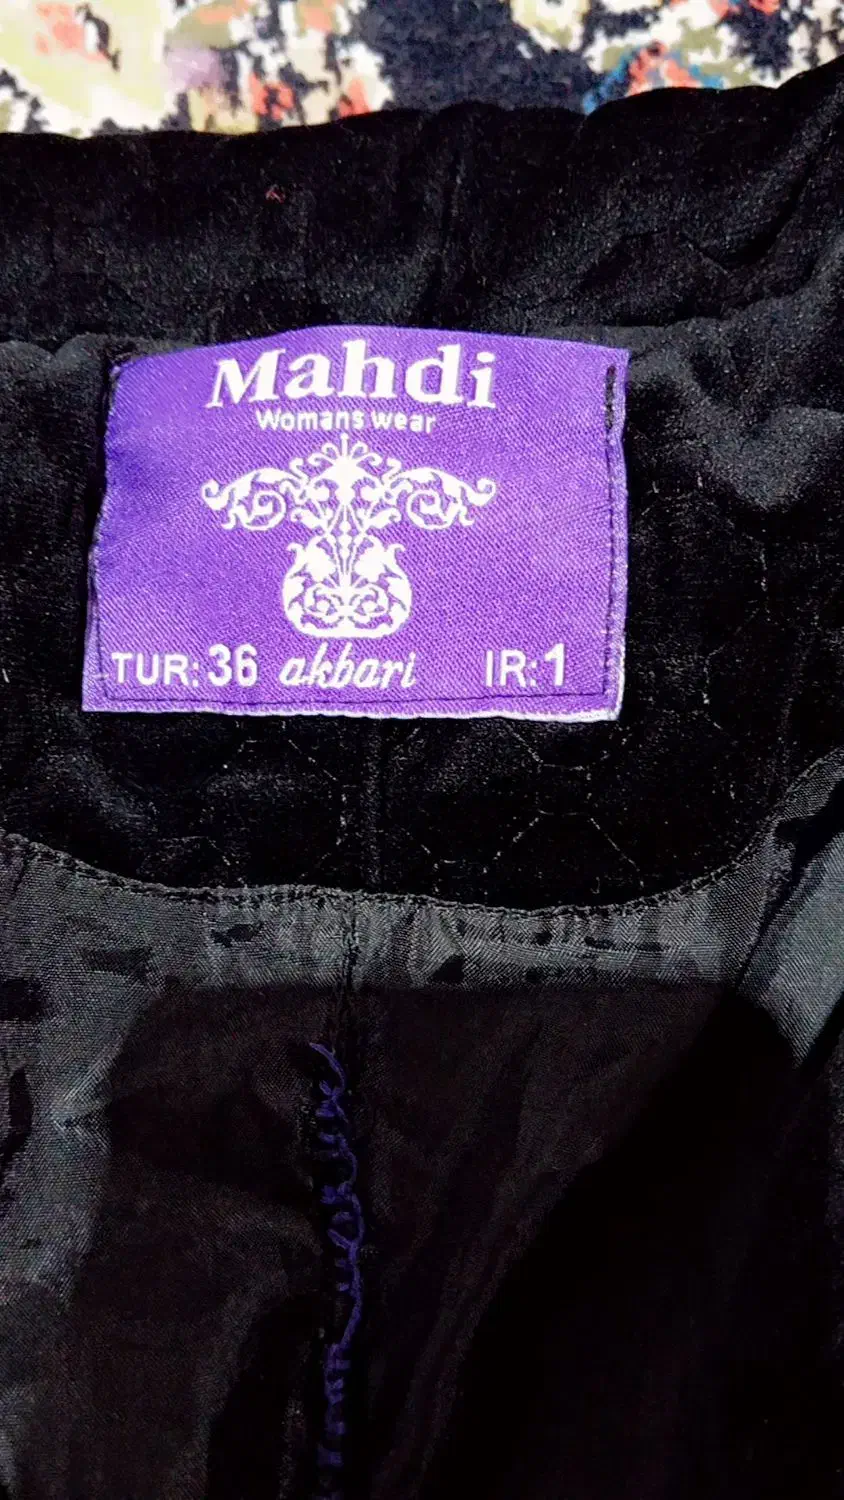 Mahdi
Womans wear
TUR: 36 akbari IR: 1